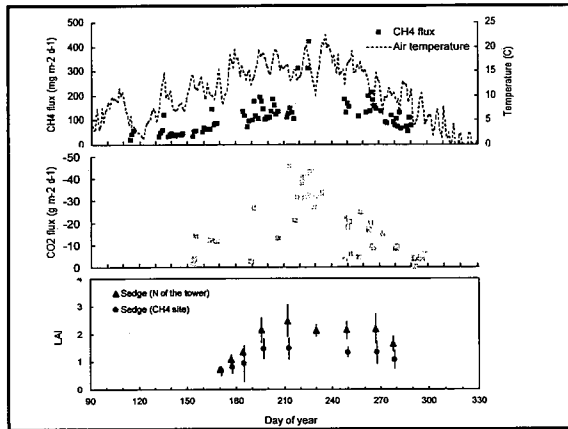 500
400
300
200
100
0
CH4 flux (mg m-2 d-1)
CH4 flux
Air temperature
25
20
15
10
5
0
Temperature (C)
-50
-40
-30
-20
-10
0
CO2 flux (g m-2 d-1)
4
3
2
1
0
LAI
Sedge (N of the tower)
Sedge (CH4 site)
90 120 150 180 210 240 270 300 330
Day of year